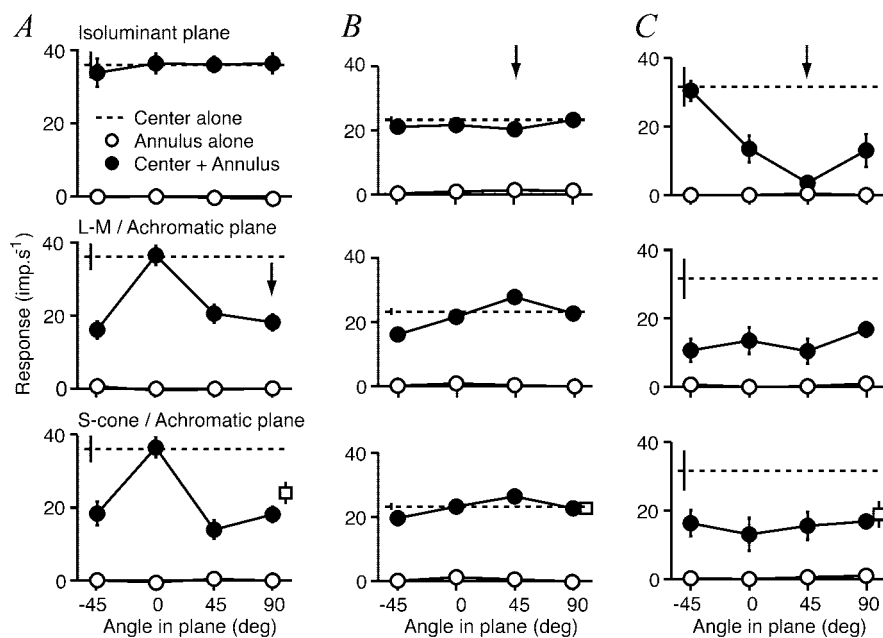 A B C
Isoluminant plane
40
Center alone
Annulus alone
Center + Annulus
20
0
40
20
0
40
20
0
L-M / Achromatic plane
40
20
0
40
20
0
40
20
0
Response (imp.s-1)
S-cone / Achromatic plane
40
20
0
40
20
0
40
20
0
-45 0 45 90
-45 0 45 90
-45 0 45 90
Angle in plane (deg) Angle in plane (deg) Angle in plane (deg)